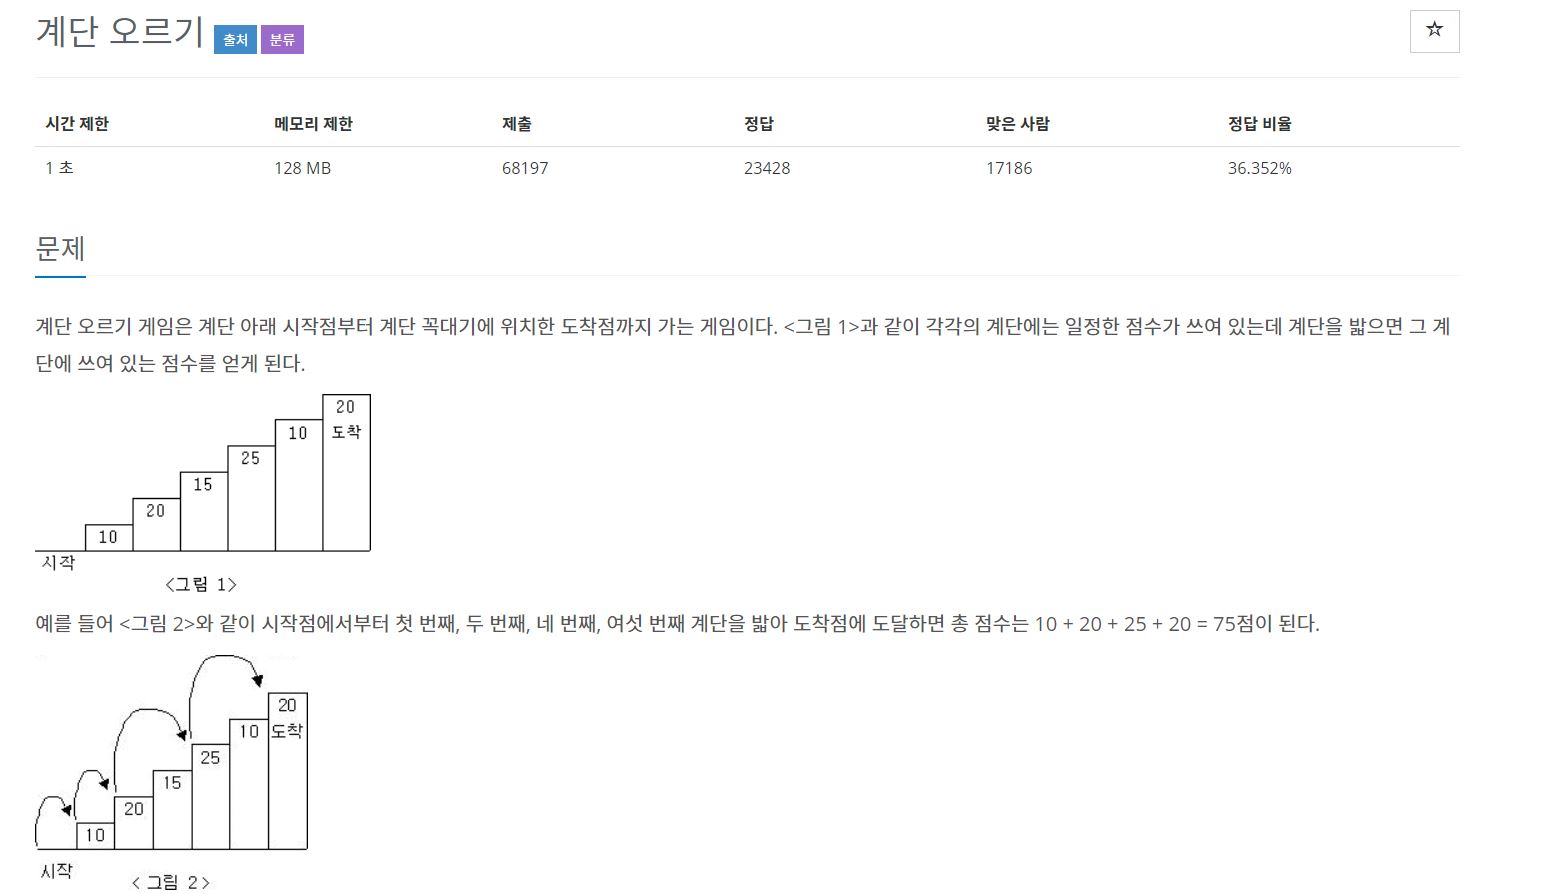 계단 오르기 출처 분류
☆
시간 제한 메모리 제한 제출 정답 맞은 사람 정답 비율
1 초 128 MB 68197 23428 17186 36.352%
문제
계단 오르기 게임은 계단 아래 시작점부터 계단 꼭대기에 위치한 도착점까지 가는 게임이다. <그림 1>과 같이 각각의 계단에는 일정한 점수가 쓰여 있는데 계단을 밟으면 그 계
단에 쓰여 있는 점수를 얻게 된다.
20
10 도착
25
15
20
10
시작
<그림 1>
예를 들어 <그림 2>와 같이 시작점에서부터 첫 번째, 두 번째, 네 번째, 여섯 번째 계단을 밟아 도착점에 도달하면 총 점수는 10 + 20 + 25 + 20 = 75점이 된다.
20
10 도착
25
15
20
10
시작
< 그림 2>